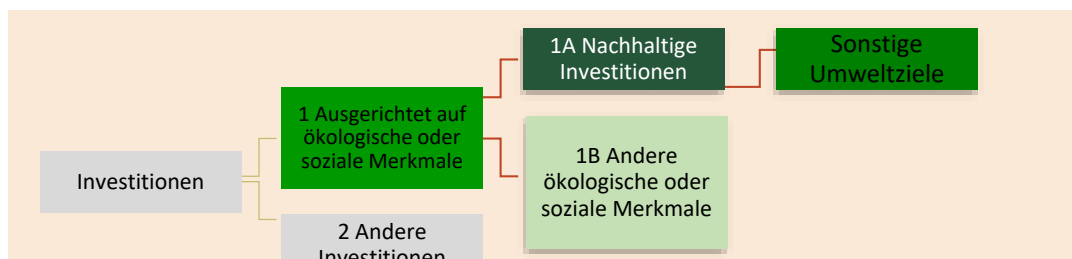 1A Nachhaltige
Investitionen
Sonstige
Umweltziele
1 Ausgerichtet auf
ökologische oder
soziale Merkmale
Investitionen
1B Andere
ökologische oder
soziale Merkmale
2 Andere
Investitionen